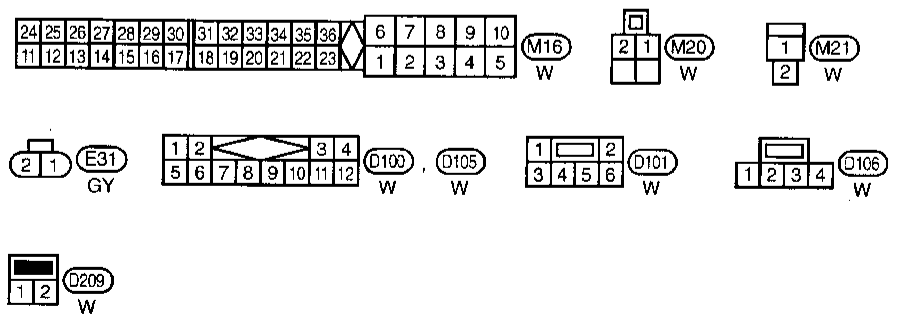 24 25 26 27 28 29 30 31 32 33 34 35 36 6 7 8 9 10
11 12 13 14 15 16 17 18 19 20 21 22 23 1 2 3 4 5
M16
W
2 1
M20
W
1
2
M21
W
2 1
E31
GY
1 2 3 4
5 6 7 8 9 10 11 12
D100 , D105
W W
1 2
3 4 5 6
D101
W
1 2 3 4
D106
W
1 2
D209
W